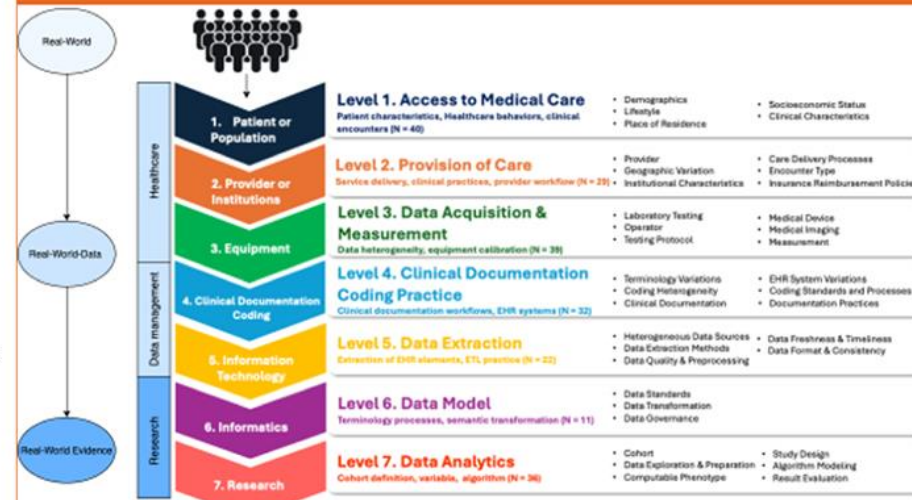 Real-World
Real-World-Data
Real-World Evidence
Healthcare
Data management
Research
1. Patient or
Population
Level 1. Access to Medical Care
Patient characteristics, Healthcare behaviors, clinical
encounters (N = 40)
• Demographics
• Lifestyle
• Place of Residence
• Socioeconomic Status
• Clinical Characteristics
2. Provider or
Institutions
Level 2. Provision of Care
Service delivery, clinical practices, provider workflow (N = 29)
• Provider
• Geographic Variation
• Institutional Characteristics
• Care Delivery Processes
• Encounter Type
• Insurance Reimbursement Policie
3. Equipment
Level 3. Data Acquisition &
Measurement
Data heterogeneity, equipment calibration (N = 39)
• Laboratory Testing
• Operator
• Testing Protocol
• Medical Device
• Medical Imaging
• Measurement
4. Clinical Documentation
Coding
Level 4. Clinical Documentation
Coding Practice
Clinical documentation workflows, EHR systems (N = 32)
• Terminology Variations
• Coding Heterogeneity
• Clinical Documentation
• EHR System Variations
• Coding Standards and Processes
• Documentation Practices
5. Information
Technology
Level 5. Data Extraction
Extraction of EHR elements, ETL practice (N = 22)
• Heterogeneous Data Sources
• Data Extraction Methods
• Data Quality & Preprocessing
• Data Freshness & Timeliness
• Data Format & Consistency
6. Informatics
Level 6. Data Model
Terminology processes, semantic transformation (N = 11)
• Data Standards
• Data Transformation
• Data Governance
7. Research
Level 7. Data Analytics
Cohort definition, variable, algorithm (N = 36)
• Cohort
• Data Exploration & Preparation
• Computable Phenotype
• Study Design
• Algorithm Modeling
• Result Evaluation